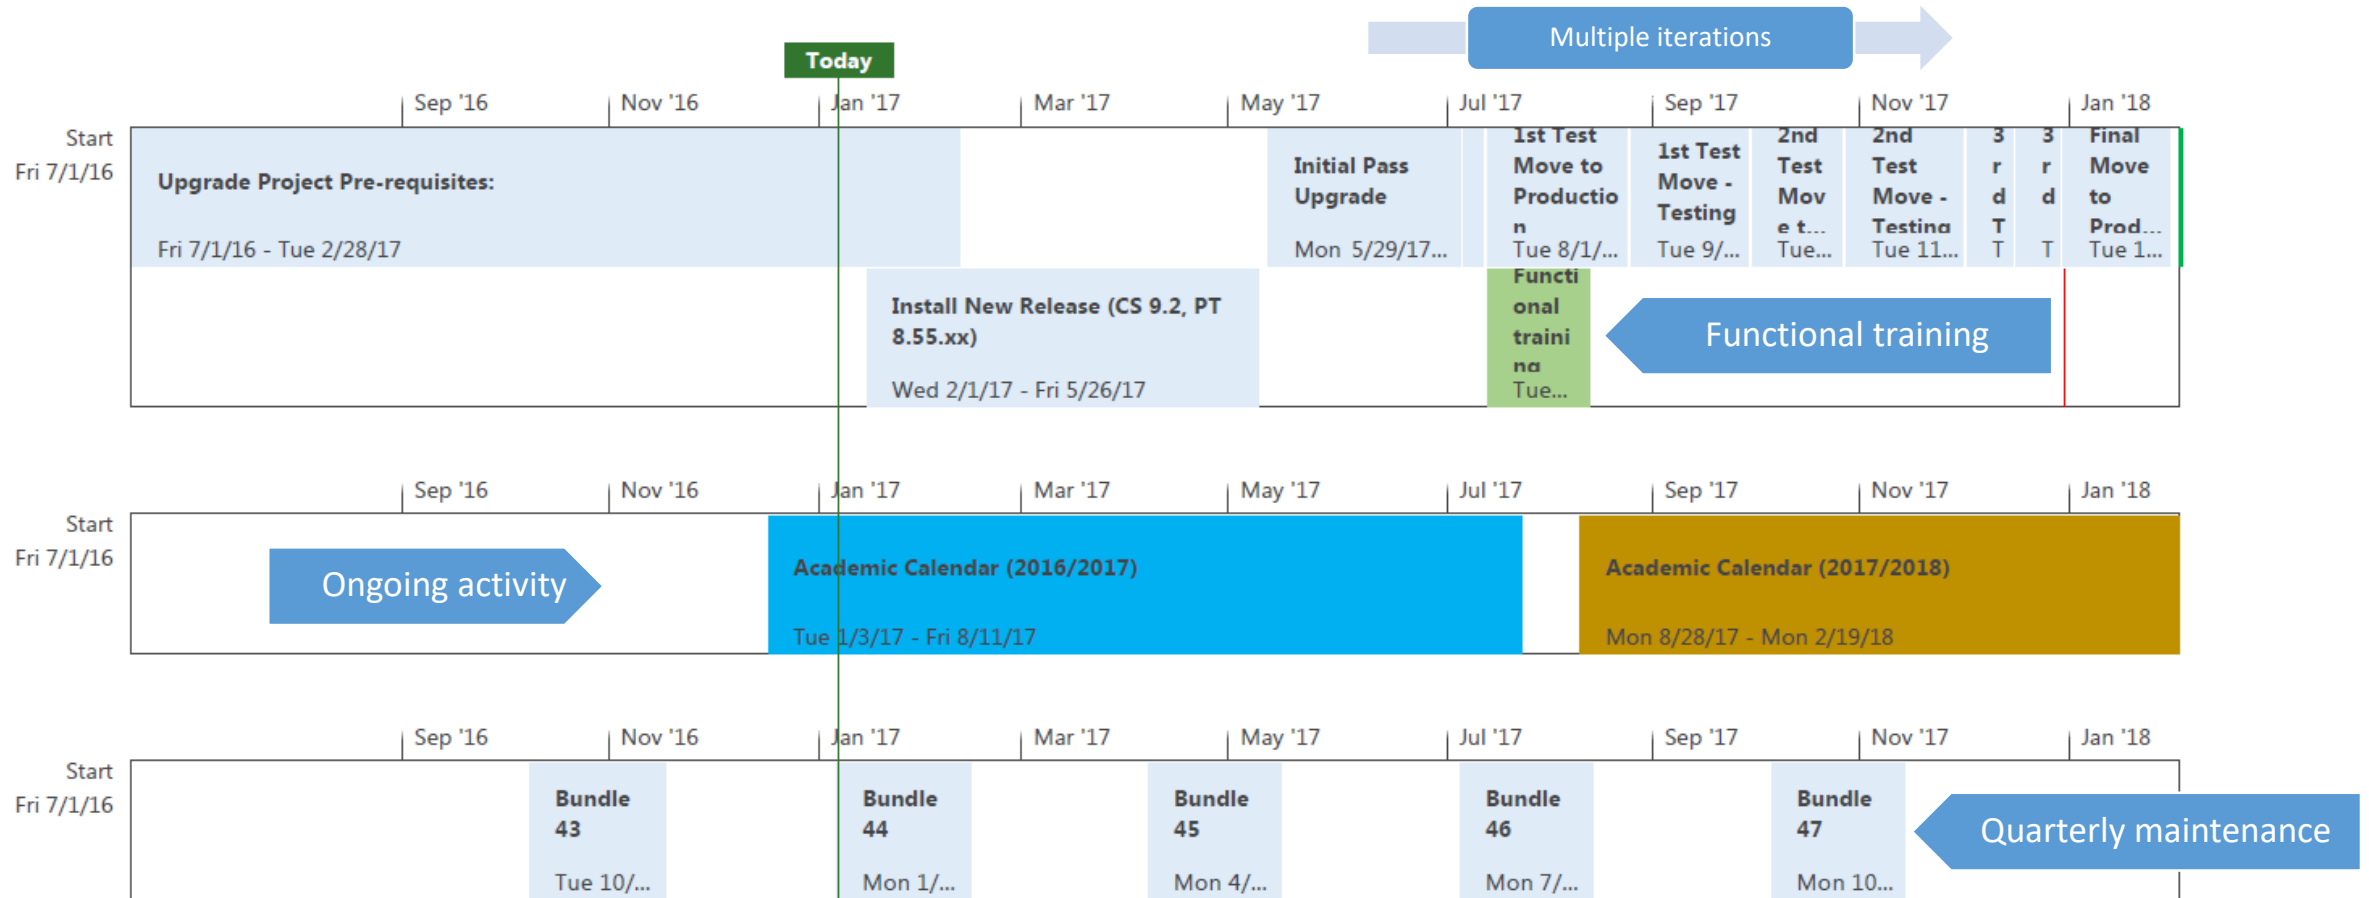 Multiple iterations
Today
Sep '16
Nov '16
Jan '17
Mar '17
May '17
Jul '17
Sep '17
Nov '17
Jan '18
Start
Fri 7/1/16
Upgrade Project Pre-requisites:
Fri 7/1/16 - Tue 2/28/17
Initial Pass
Upgrade
Mon 5/29/17...
1st Test
Move to
Productio
n
Tue 8/1/...
1st Test
Move -
Testing
Tue 9/...
2nd
Test
Mov
e t...
Tue...
2nd
Test
Move -
Testing
Tue 11...
3
r
d
T
T
3
r
d
T
Final
Move
to
Prod...
Tue 1...
Install New Release (CS 9.2, PT
8.55.xx)
Wed 2/1/17 - Fri 5/26/17
Functi
onal
traini
ng
Tue...
Functional training
Sep '16
Nov '16
Jan '17
Mar '17
May '17
Jul '17
Sep '17
Nov '17
Jan '18
Start
Fri 7/1/16
Ongoing activity
Academic Calendar (2016/2017)
Tue 1/3/17 - Fri 8/11/17
Academic Calendar (2017/2018)
Mon 8/28/17 - Mon 2/19/18
Sep '16
Nov '16
Jan '17
Mar '17
May '17
Jul '17
Sep '17
Nov '17
Jan '18
Start
Fri 7/1/16
Bundle
43
Tue 10/...
Bundle
44
Mon 1/...
Bundle
45
Mon 4/...
Bundle
46
Mon 7/...
Bundle
47
Mon 10...
Quarterly maintenance